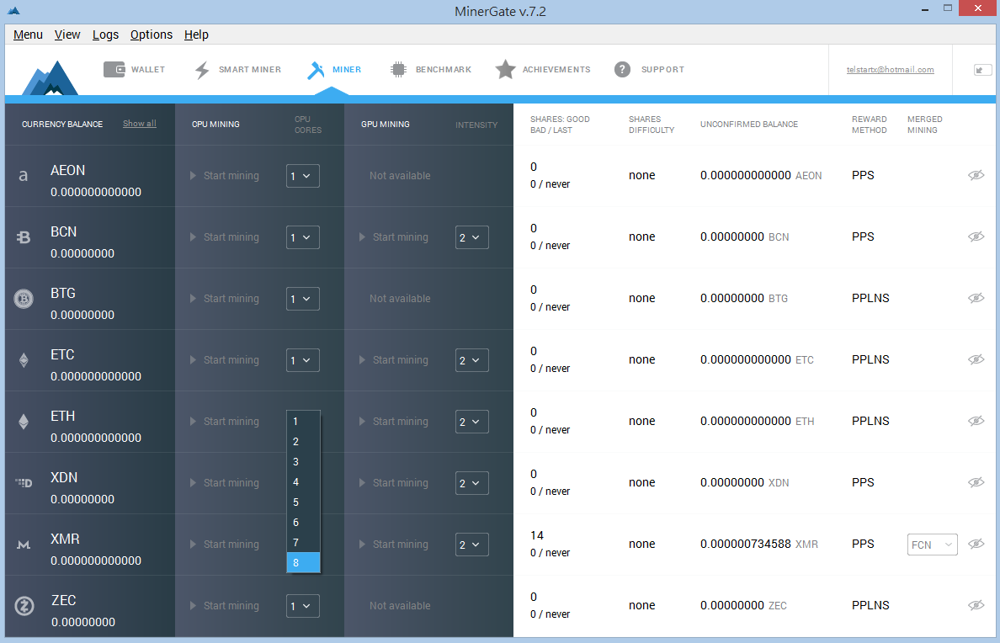 MinerGate v.7.2
Menu View Logs Options Help
WALLET SMART MINER MINER BENCHMARK ACHIEVEMENTS ? SUPPORT telstartx@hotmail.com
CURRENCY BALANCE Show all CPU MINING CPU CORES GPU MINING INTENSITY SHARES: GOOD BAD / LAST SHARES DIFFICULTY UNCONFIRMED BALANCE REWARD METHOD MERGED MINING
a AEON Start mining 1 Not available 0 none 0.000000000000 AEON PPS
0.000000000000 0 / never
BCN Start mining 1 Start mining 2 0 none 0.00000000 BCN PPS
0.00000000 0 / never
BTG Start mining 1 Not available 0 none 0.00000000 BTG PPLNS
0.00000000 0 / never
ETC Start mining 1 Start mining 2 0 none 0.000000000000 ETC PPLNS
0.000000000000 0 / never
ETH Start mining 1 Start mining 2 0 none 0.000000000000 ETH PPLNS
0.000000000000 2 0 / never
3
XDN Start mining 4 Start mining 2 0 none 0.00000000 XDN PPS
0.00000000 5 0 / never
6
XMR Start mining 7 Start mining 2 14 none 0.000000734588 XMR PPS FCN
0.000000000000 8 0 / never
ZEC Start mining 1 Not available 0 none 0.00000000 ZEC PPLNS
0.00000000 0 / never